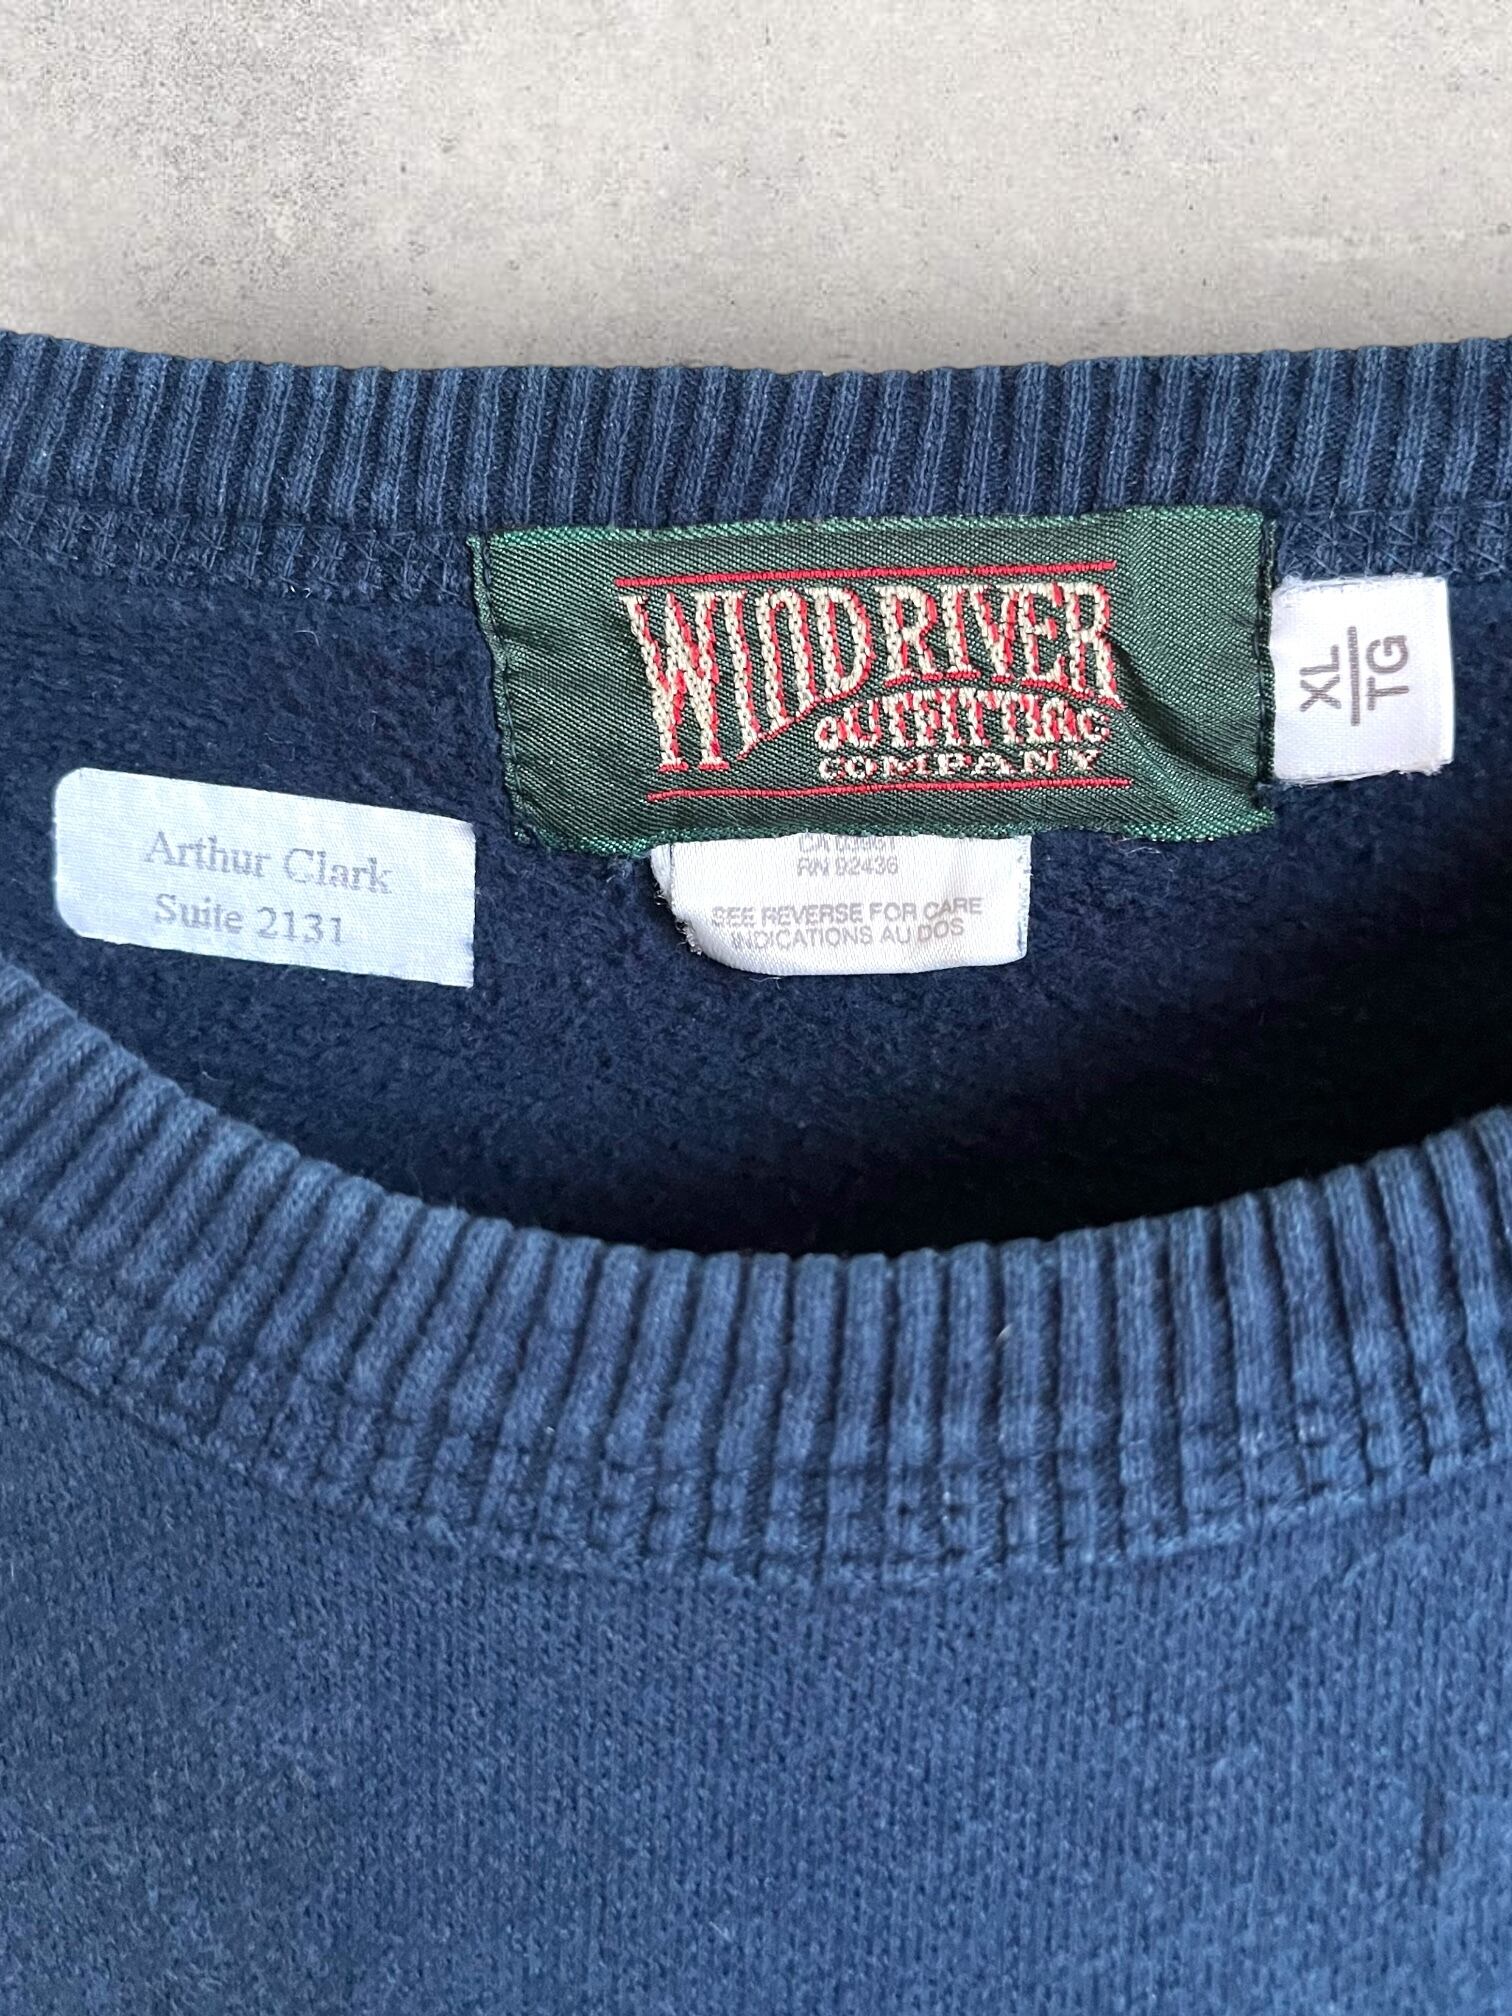 WINDRIVER
OUTFITTING
COMPANY
XL
TG
Arthur Clark
Suite 2131
RN 92436
SEE REVERSE FOR CARE
INDICATIONS AU DOS